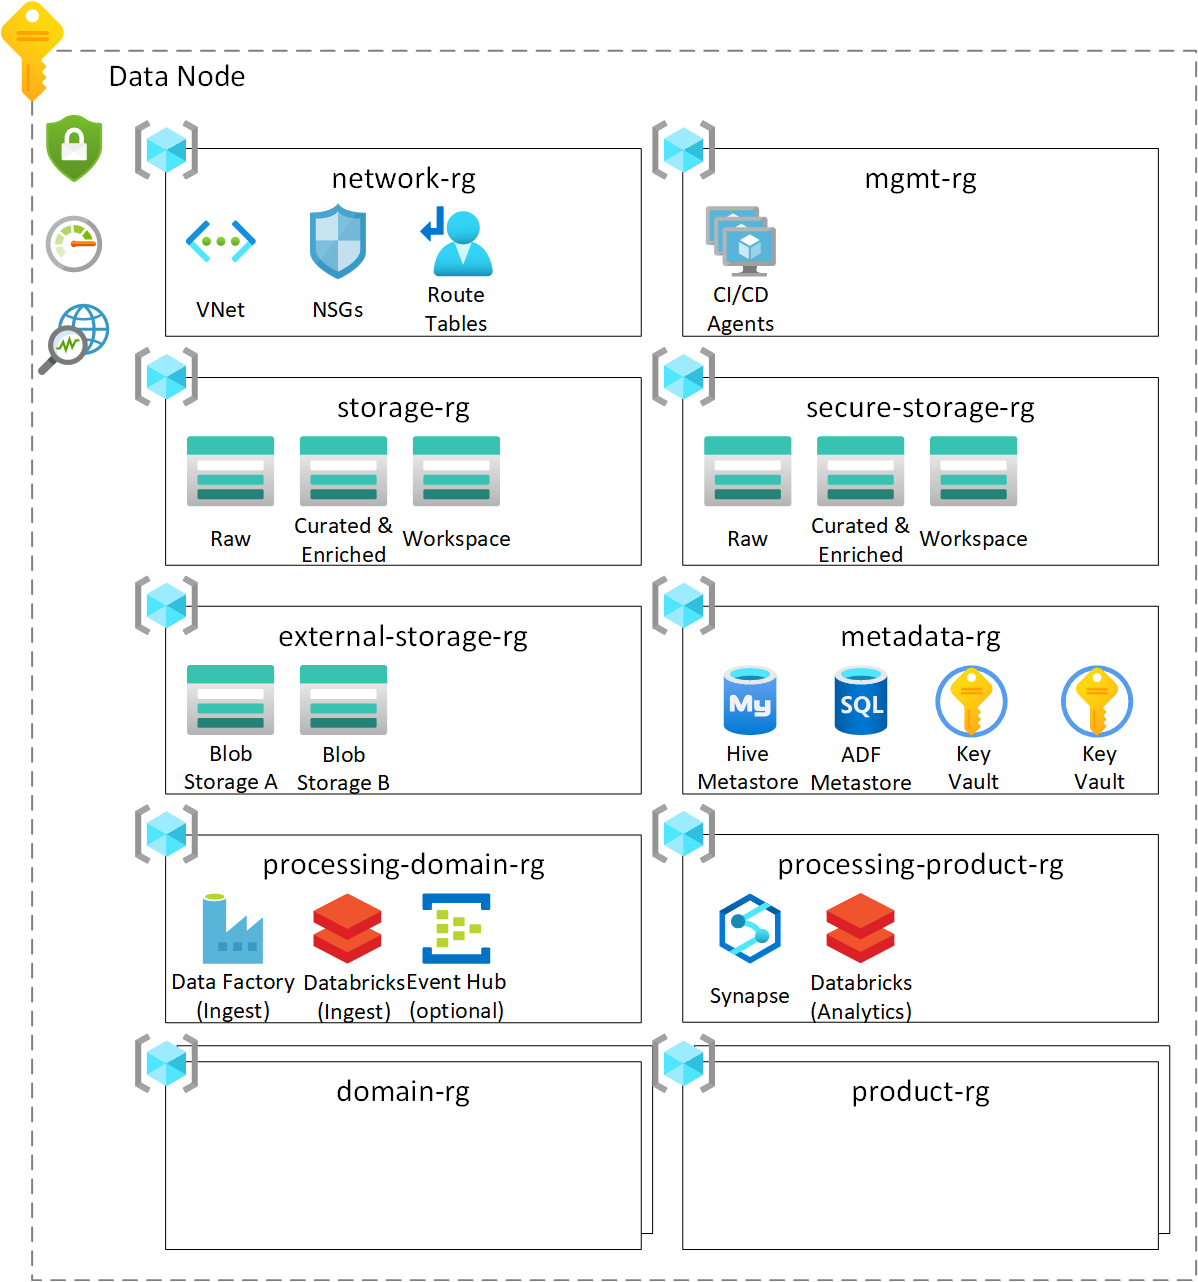 Data Node
network-rg
VNet
NSGs
Route
Tables
mgmt-rg
CI/CD
Agents
storage-rg
Raw
Curated &
Enriched
Workspace
secure-storage-rg
Raw
Curated &
Enriched
Workspace
external-storage-rg
Blob
Storage A
Blob
Storage B
metadata-rg
My
Hive
Metastore
SQL
ADF
Metastore
Key
Vault
Key
Vault
processing-domain-rg
Data Factory
(Ingest)
Databricks
(Ingest)
Event Hub
(optional)
processing-product-rg
Synapse
Databricks
(Analytics)
domain-rg
product-rg